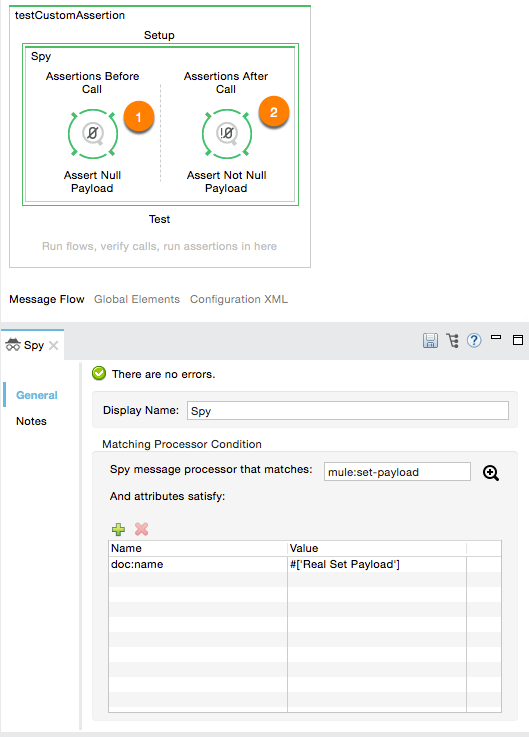 testCustomAssertion
Setup
Spy
Assertions Before
Call
Assertions After
Call
1
2
Ø
!Ø
Assert Null
Payload
Assert Not Null
Payload
Test
Run flows, verify calls, run assertions in here
Message Flow Global Elements Configuration XML
Spy
?
There are no errors.
General
Notes
Display Name: Spy
Matching Processor Condition
Spy message processor that matches: mule:set-payload
And attributes satisfy:
Name Value
doc:name #['Real Set Payload']